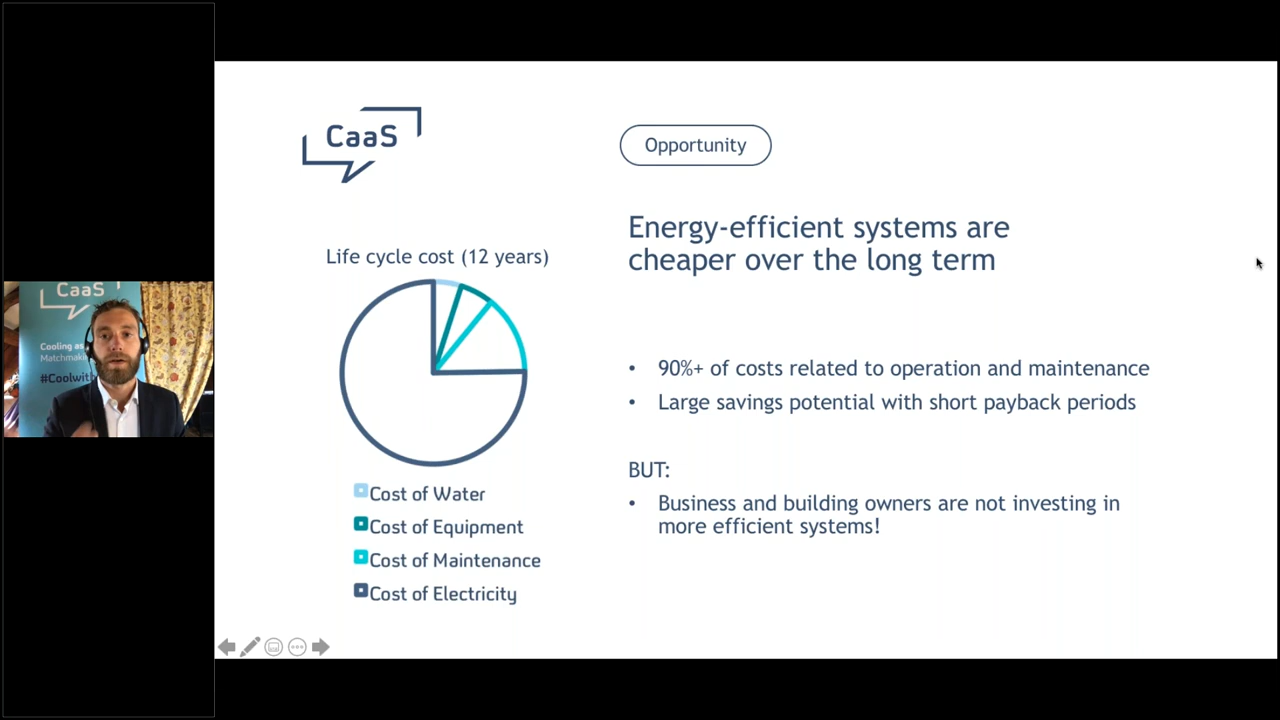 CaaS
Opportunity
Energy-efficient systems are
cheaper over the long term
Life cycle cost (12 years)
• 90%+ of costs related to operation and maintenance
• Large savings potential with short payback periods
BUT:
• Business and building owners are not investing in
more efficient systems!
Cost of Water
Cost of Equipment
Cost of Maintenance
Cost of Electricity
CaaS
Cooling as
#Coolwith